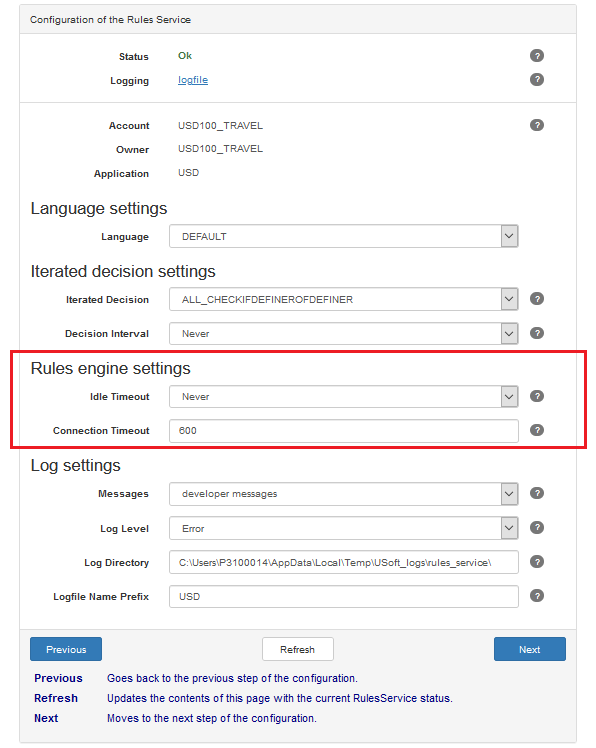 Configuration of the Rules Service
Status Ok ?
Logging logfile ?
Account USD100_TRAVEL ?
Owner USD100_TRAVEL
Application USD
Language settings
Language DEFAULT
Iterated decision settings
Iterated Decision ALL_CHECKIFDEFINEROFDEFINER ?
Decision Interval Never ?
Rules engine settings
Idle Timeout Never ?
Connection Timeout 600 ?
Log settings
Messages developer messages ?
Log Level Error ?
Log Directory C:\Users\P3100014\AppData\Local\Temp\USoft_logs\rules_service\ ?
Logfile Name Prefix USD ?
Previous Refresh Next
Previous Goes back to the previous step of the configuration.
Refresh Updates the contents of this page with the current RulesService status.
Next Moves to the next step of the configuration.